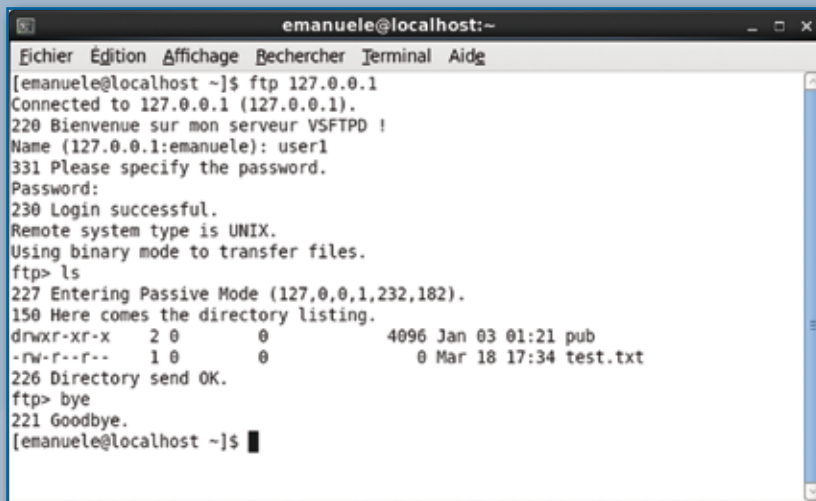 emanuele@localhost:~
Fichier Édition Affichage Rechercher Terminal Aide
[emanuele@localhost ~]$ ftp 127.0.0.1
Connected to 127.0.0.1 (127.0.0.1).
220 Bienvenue sur mon serveur VSFTPD !
Name (127.0.0.1:emanuele): user1
331 Please specify the password.
Password:
230 Login successful.
Remote system type is UNIX.
Using binary mode to transfer files.
ftp> ls
227 Entering Passive Mode (127,0,0,1,232,182).
150 Here comes the directory listing.
drwxr-xr-x    2 0        0            4096 Jan 03 01:21 pub
-rw-r--r--    1 0        0               0 Mar 18 17:34 test.txt
226 Directory send OK.
ftp> bye
221 Goodbye.
[emanuele@localhost ~]$